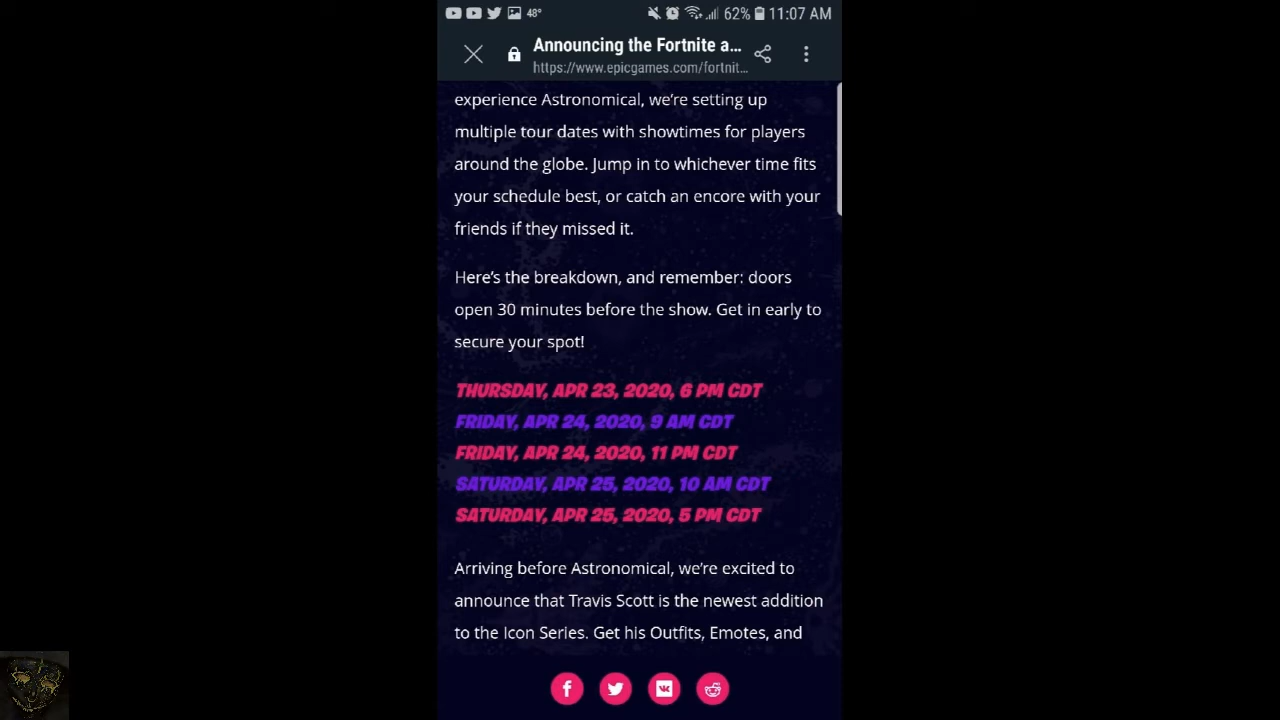 48°
62%
11:07 AM
Announcing the Fortnite a...
https://www.epicgames.com/fortnit...
experience Astronomical, we’re setting up
multiple tour dates with showtimes for players
around the globe. Jump in to whichever time fits
your schedule best, or catch an encore with your
friends if they missed it.
Here’s the breakdown, and remember: doors
open 30 minutes before the show. Get in early to
secure your spot!
THURSDAY, APR 23, 2020, 6 PM CDT
FRIDAY, APR 24, 2020, 9 AM CDT
FRIDAY, APR 24, 2020, 11 PM CDT
SATURDAY, APR 25, 2020, 10 AM CDT
SATURDAY, APR 25, 2020, 5 PM CDT
Arriving before Astronomical, we’re excited to
announce that Travis Scott is the newest addition
to the Icon Series. Get his Outfits, Emotes, and